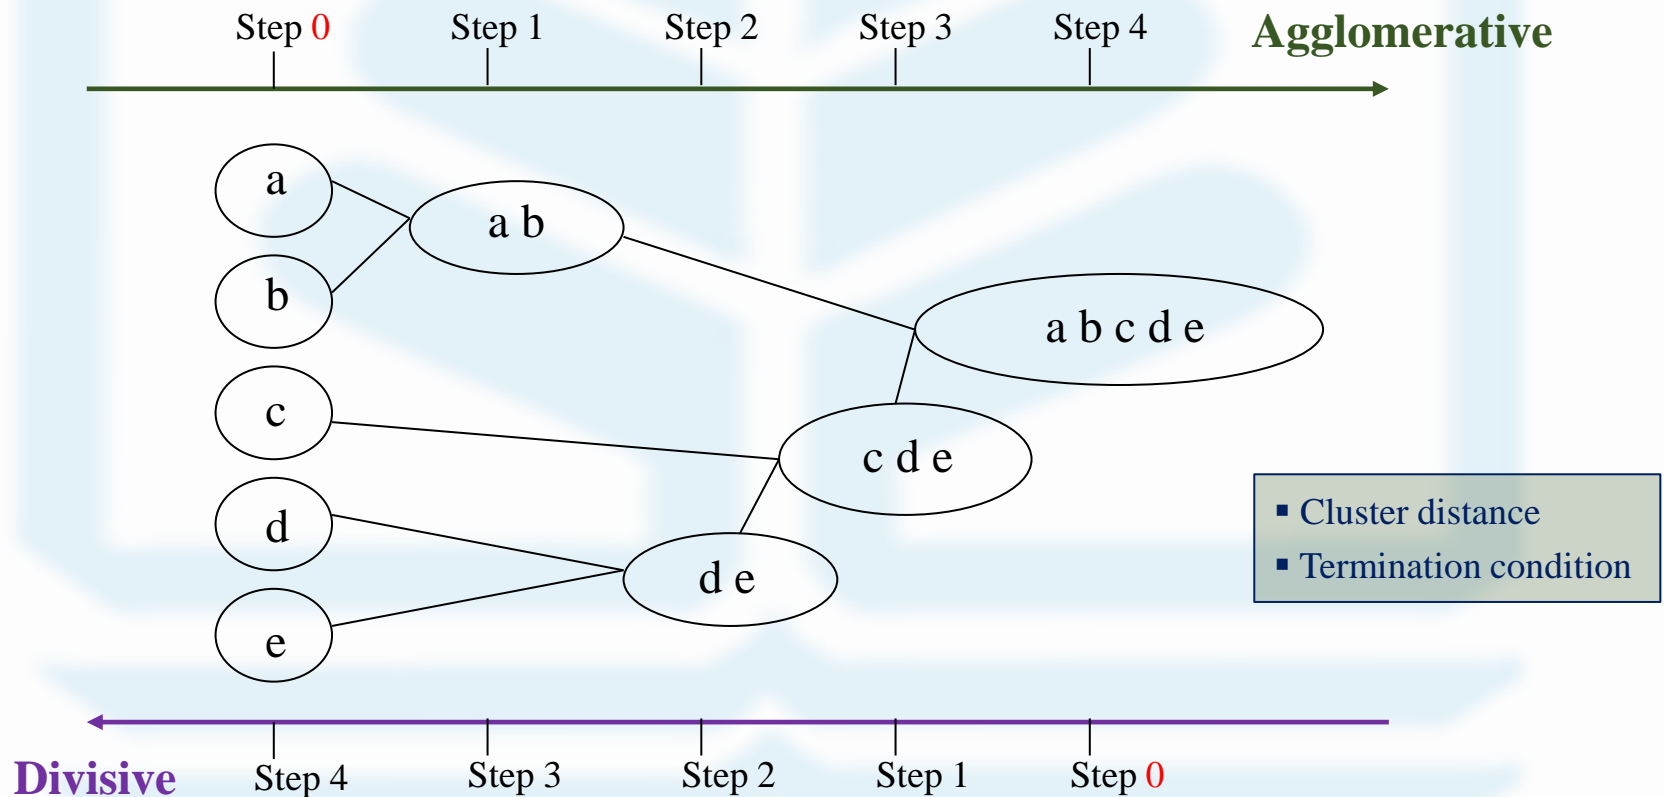 Step 0 Step 1 Step 2 Step 3 Step 4 Agglomerative
a
a b
b
a b c d e
c
c d e
Cluster distance
d
Termination condition
d e
e
Divisive Step 4 Step 3 Step 2 Step 1 Step 0